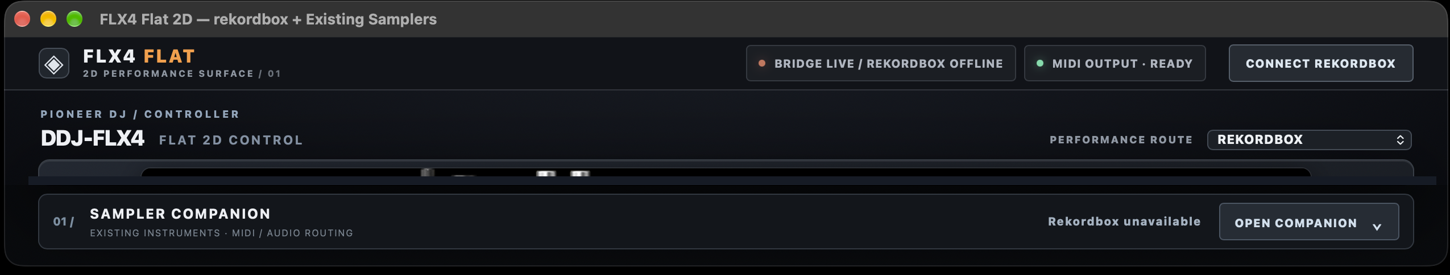 FLX4 Flat 2D — rekordbox + Existing Samplers
FLX4 FLAT
2D PERFORMANCE SURFACE / 01
BRIDGE LIVE / REKORDBOX OFFLINE
MIDI OUTPUT · READY
CONNECT REKORDBOX
PIONEER DJ / CONTROLLER
DDJ-FLX4 FLAT 2D CONTROL
PERFORMANCE ROUTE
REKORDBOX
01 /
SAMPLER COMPANION
EXISTING INSTRUMENTS · MIDI / AUDIO ROUTING
Rekordbox unavailable
OPEN COMPANION